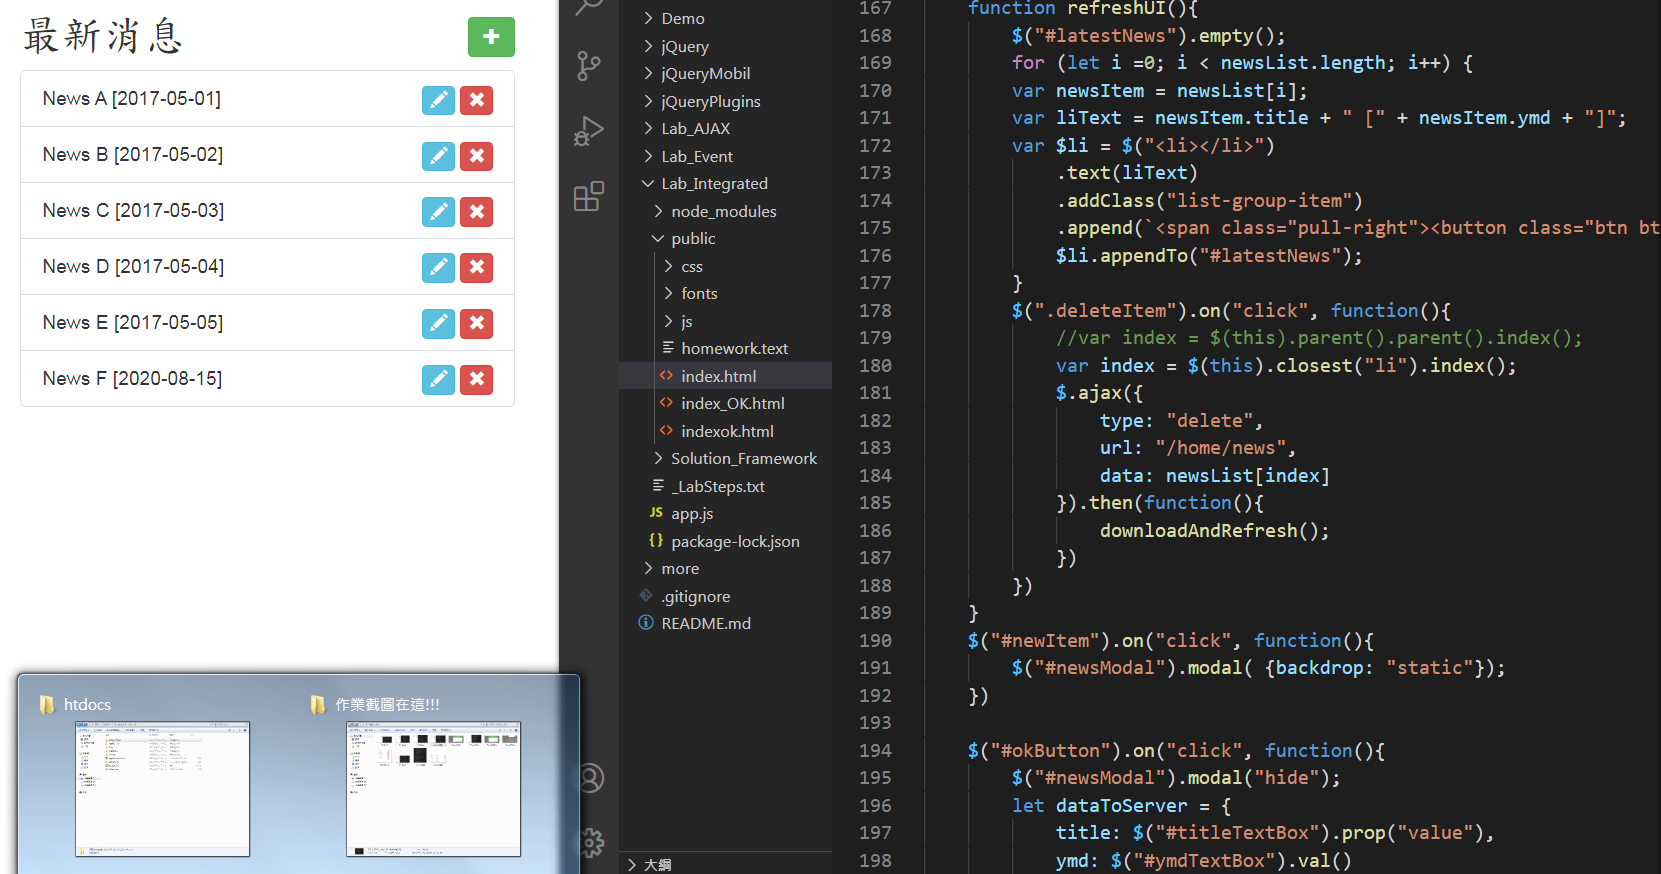 最新消息
News A [2017-05-01]
News B [2017-05-02]
News C [2017-05-03]
News D [2017-05-04]
News E [2017-05-05]
News F [2020-08-15]
htdocs
作業截圖在這!!!
Demo
jQuery
jQueryMobil
jQueryPlugins
Lab_AJAX
Lab_Event
Lab_Integrated
node_modules
public
css
fonts
js
homework.text
index.html
index_OK.html
indexok.html
Solution_Framework
_LabSteps.txt
JS app.js
{} package-lock.json
more
.gitignore
README.md
大綱
167 function refreshUI(){
168 $("#latestNews").empty();
169 for (let i =0; i < newsList.length; i++) {
170 var newsItem = newsList[i];
171 var liText = newsItem.title + " [" + newsItem.ymd + "]";
172 var $li = $("<li></li>")
173 .text(liText)
174 .addClass("list-group-item")
175 .append(`<span class="pull-right"><button class="btn bt
176 $li.appendTo("#latestNews");
177 }
178 $(".deleteItem").on("click", function(){
179 //var index = $(this).parent().parent().index();
180 var index = $(this).closest("li").index();
181 $.ajax({
182 type: "delete",
183 url: "/home/news",
184 data: newsList[index]
185 }).then(function(){
186 downloadAndRefresh();
187 })
188 })
189 }
190 $("#newItem").on("click", function(){
191 $("#newsModal").modal( {backdrop: "static"});
192 })
193
194 $("#okButton").on("click", function(){
195 $("#newsModal").modal("hide");
196 let dataToServer = {
197 title: $("#titleTextBox").prop("value"),
198 ymd: $("#ymdTextBox").val()